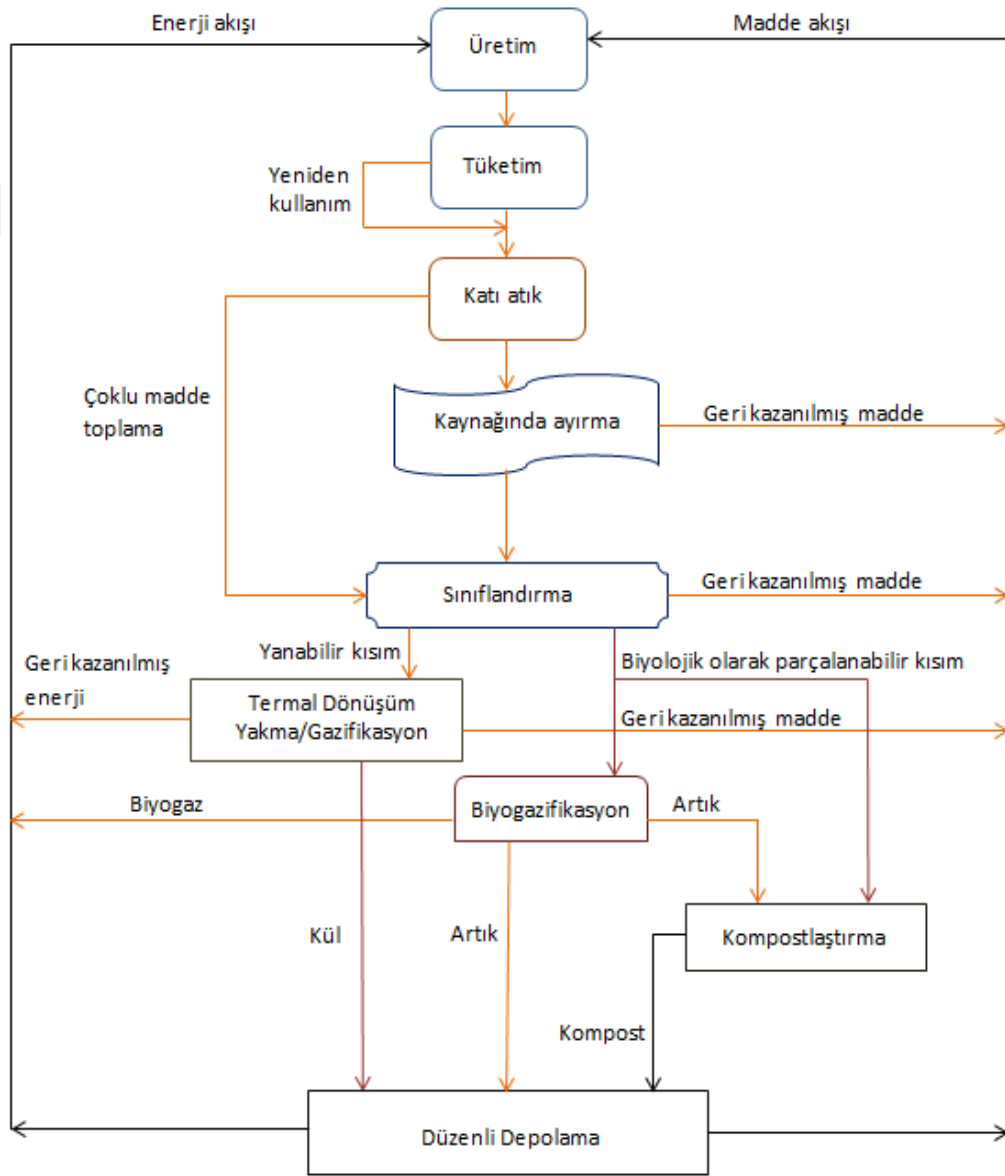 Enerji akışı
Madde akışı
Üretim
Tüketim
Yeniden
kullanım
Katı atık
Çoklu madde
toplama
Kaynağında ayırma
Geri kazanılmış madde
Sınıflandırma
Geri kazanılmış madde
Yanabilir kısım
Biyolojik olarak parçalanabilir kısım
Geri kazanılmış
enerji
Termal Dönüşüm
Yakma/Gazifikasyon
Geri kazanılmış madde
Biyogaz
Biyogazifikasyon
Artık
Kül
Artık
Kompostlaştırma
Kompost
Düzenli Depolama